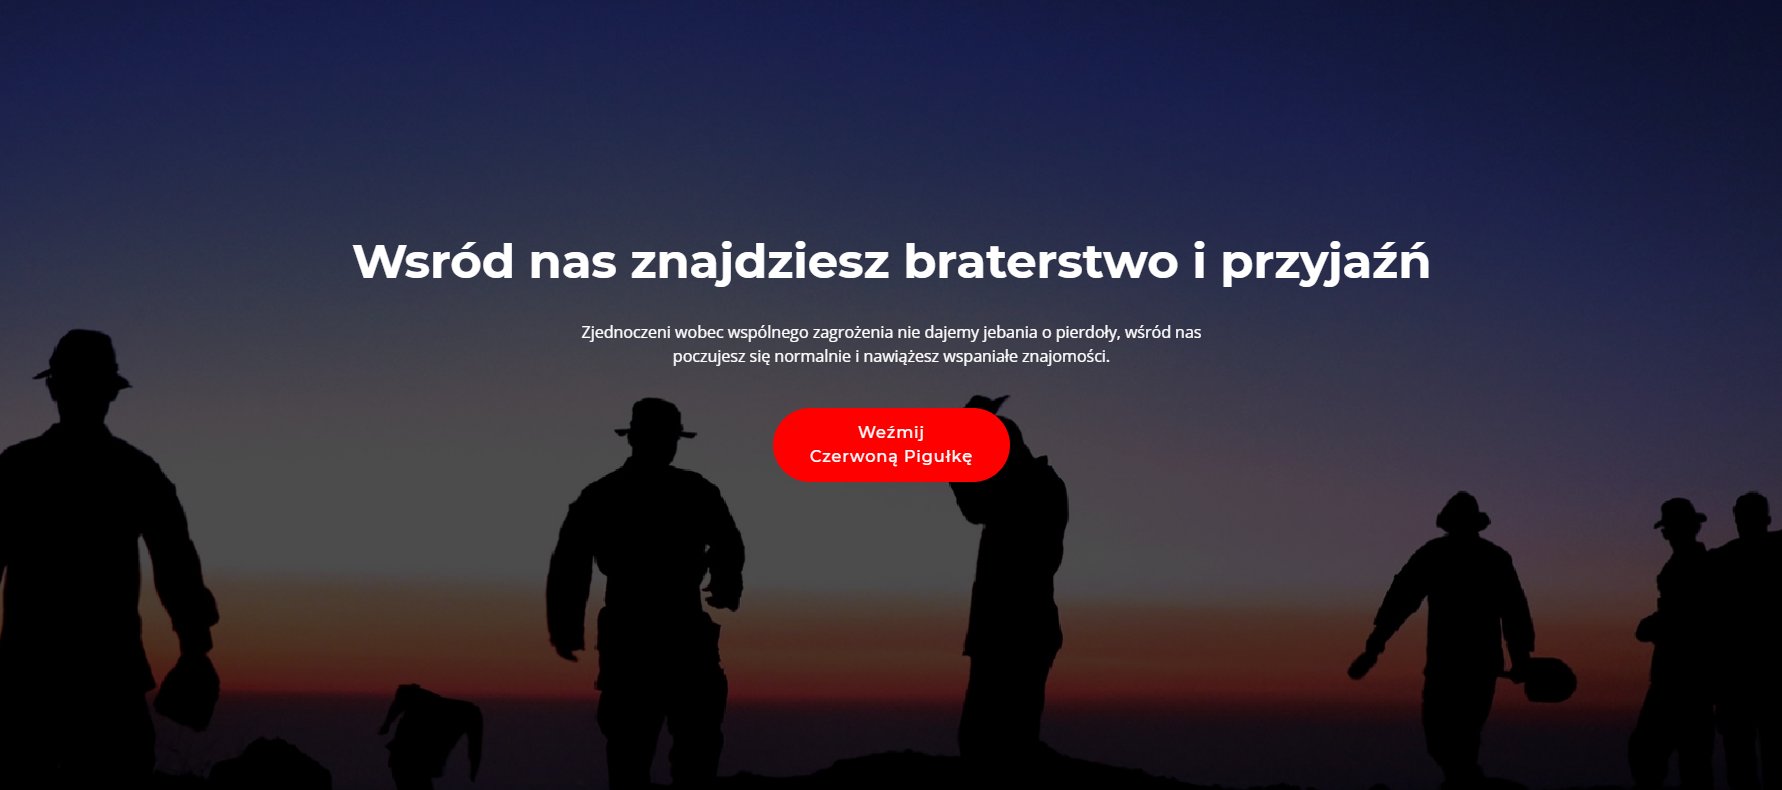 Wsród nas znajdziesz braterstwo i przyjaźń
Zjednoczeni wobec wspólnego zagrożenia nie dajemy jebania o pierdoły, wśród nas
poczujesz się normalnie i nawiążesz wspaniałe znajomości.
Weźmij
Czerwoną Pigułkę